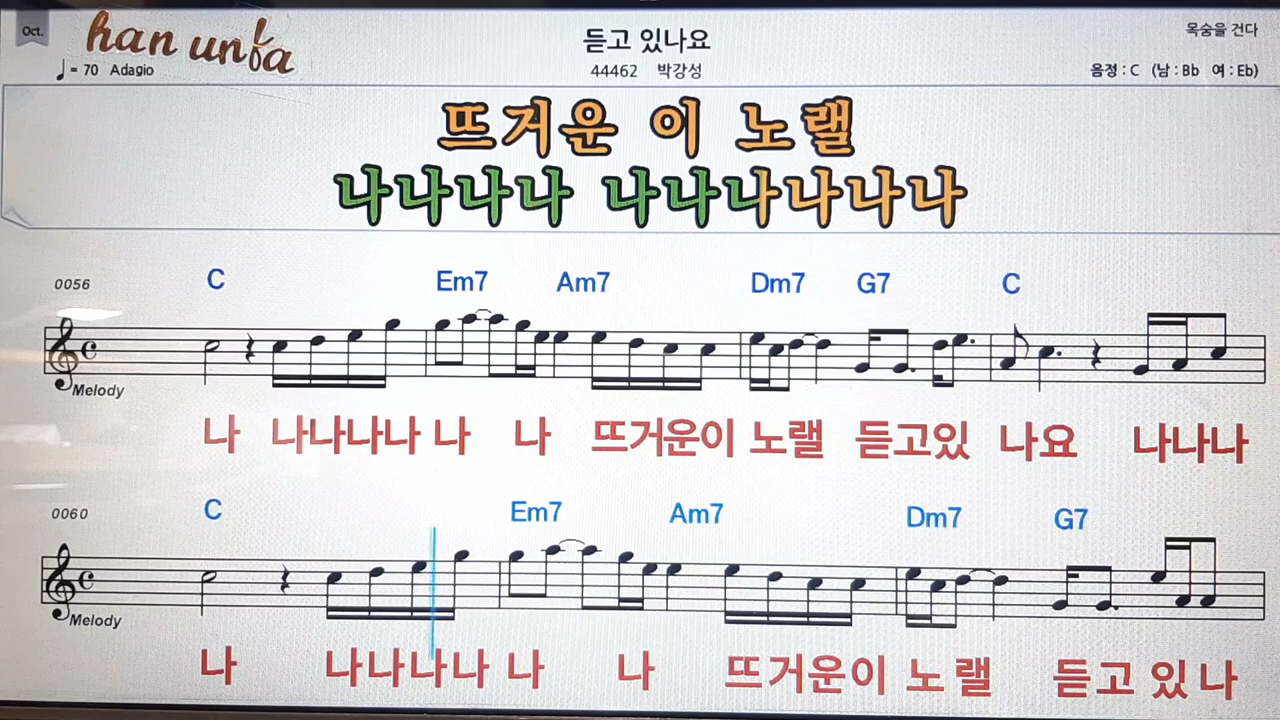 Oct.
han unba
듣고 있나요
목숨을 건다
♩= 70 Adagio
44462 박강성
음정 : C (남 : Bb 여 : Eb)
뜨거운 이 노랠
나나나나 나나나나나나
0056
C Em7 Am7 Dm7 G7 C
Melody
나 나나나나 나 나 뜨거운이 노랠 듣고있 나요 나나나
0060
C Em7 Am7 Dm7 G7
Melody
나 나나나나 나 나 뜨거운이 노랠 듣고 있나